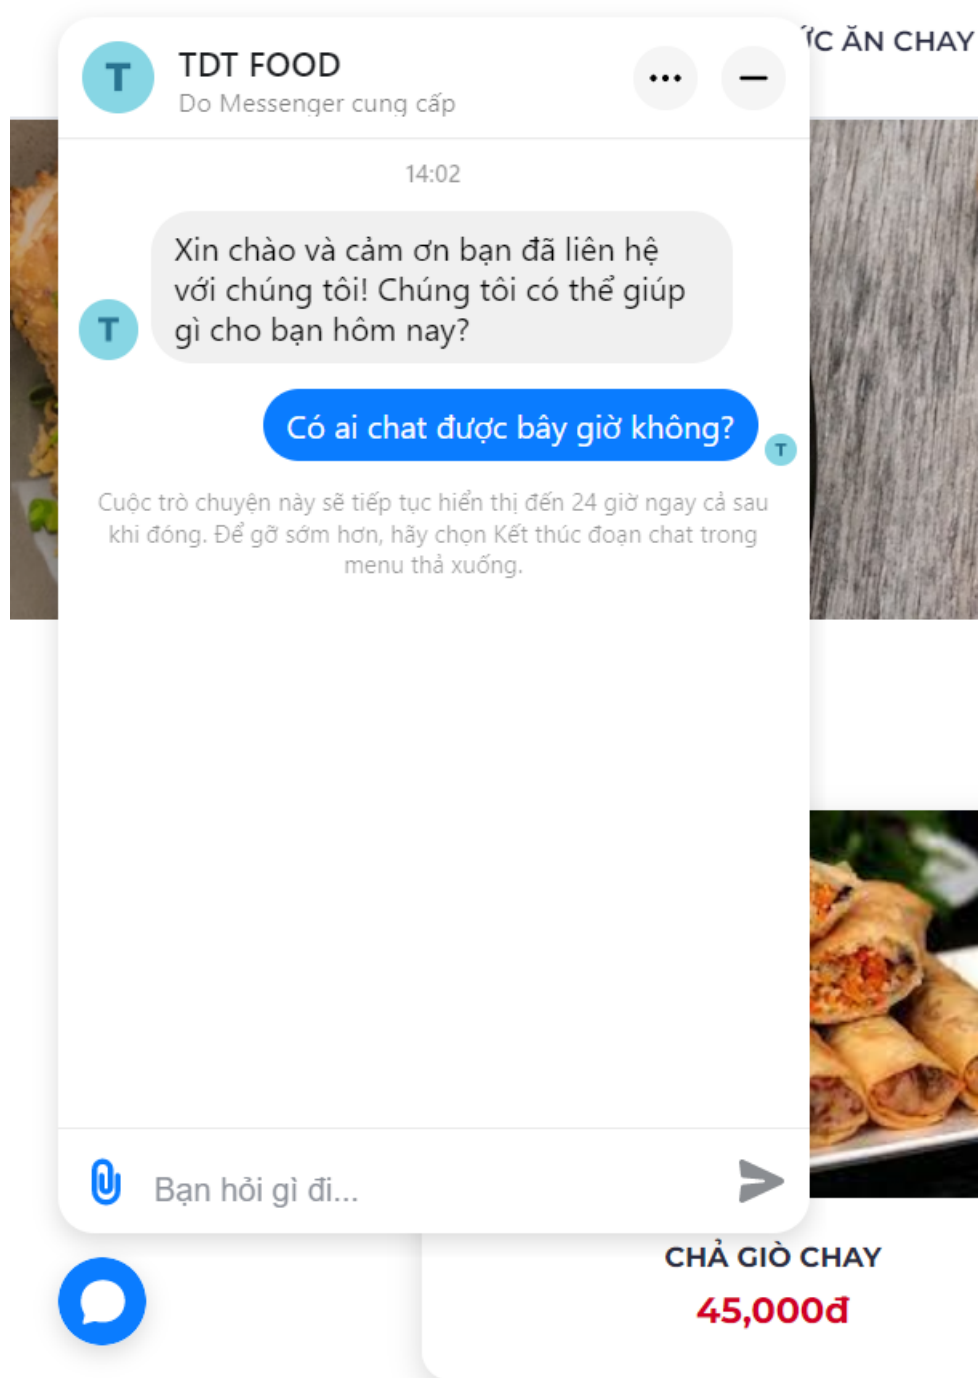 ỨC ĂN CHAY
T
TDT FOOD
Do Messenger cung cấp
14:02
Xin chào và cảm ơn bạn đã liên hệ
với chúng tôi! Chúng tôi có thể giúp
gì cho bạn hôm nay?
T
Có ai chat được bây giờ không?
T
Cuộc trò chuyện này sẽ tiếp tục hiển thị đến 24 giờ ngay cả sau
khi đóng. Để gỡ sớm hơn, hãy chọn Kết thúc đoạn chat trong
menu thả xuống.
Bạn hỏi gì đi...
CHẢ GIÒ CHAY
45,000đ